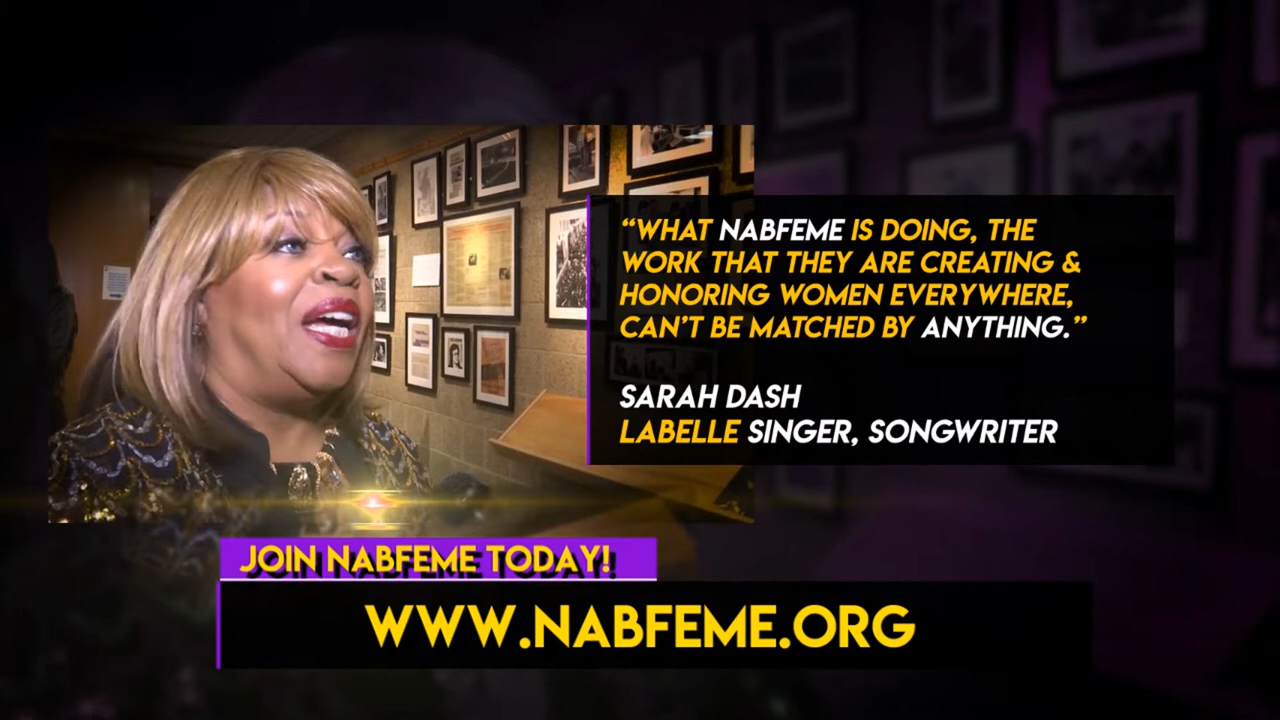 “WHAT NABFEME IS DOING, THE
WORK THAT THEY ARE CREATING &
HONORING WOMEN EVERYWHERE,
CAN’T BE MATCHED BY ANYTHING.”
SARAH DASH
LABELLE SINGER, SONGWRITER
JOIN NABFEME TODAY!
WWW.NABFEME.ORG